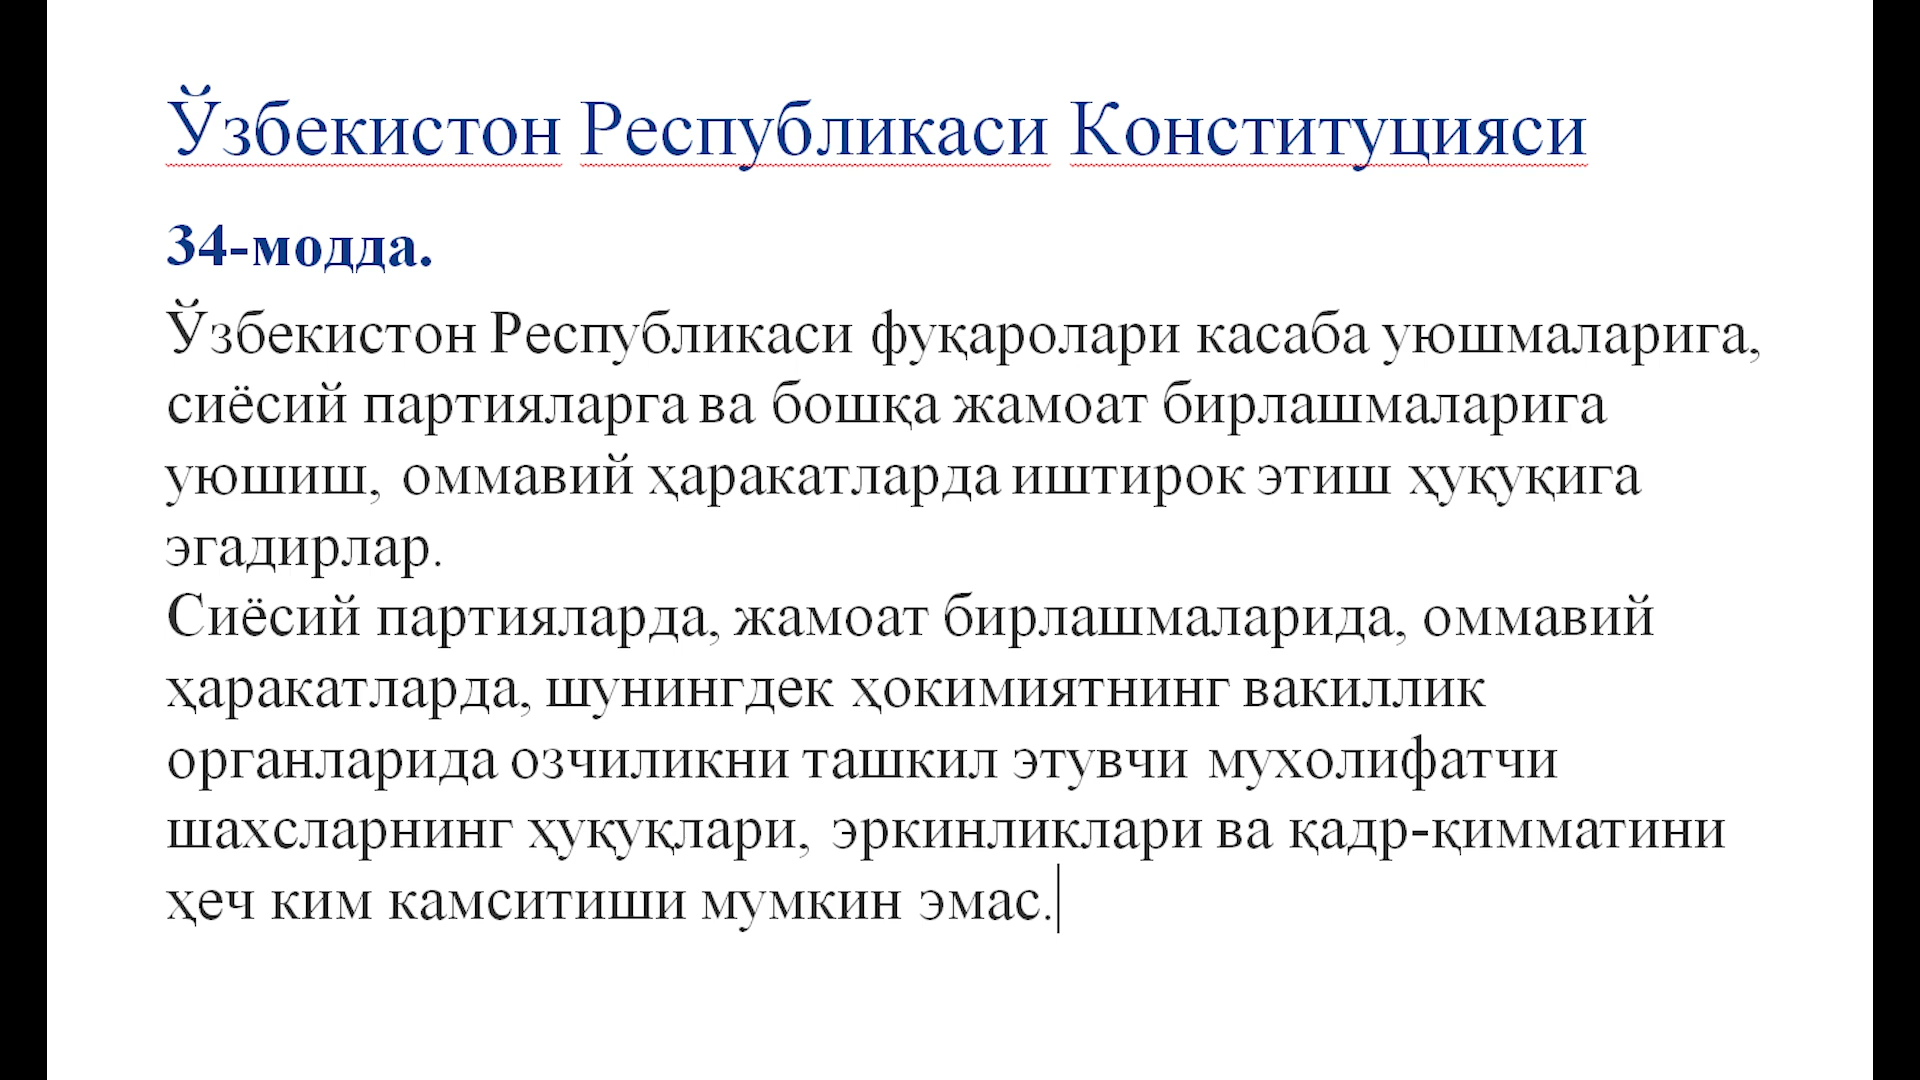 Ўзбекистон Республикаси Конституцияси
34-модда.
Ўзбекистон Республикаси фуқаролари касаба уюшмаларига,
сиёсий партияларга ва бошқа жамоат бирлашмаларига
уюшиш, оммавий ҳаракатларда иштирок этиш ҳуқуқига
эгадирлар.
Сиёсий партияларда, жамоат бирлашмаларида, оммавий
ҳаракатларда, шунингдек ҳокимиятнинг вакиллик
органларида озчиликни ташкил этувчи мухолифатчи
шахсларнинг ҳуқуқлари, эркинликлари ва қадр-қимматини
ҳеч ким камситиши мумкин эмас.